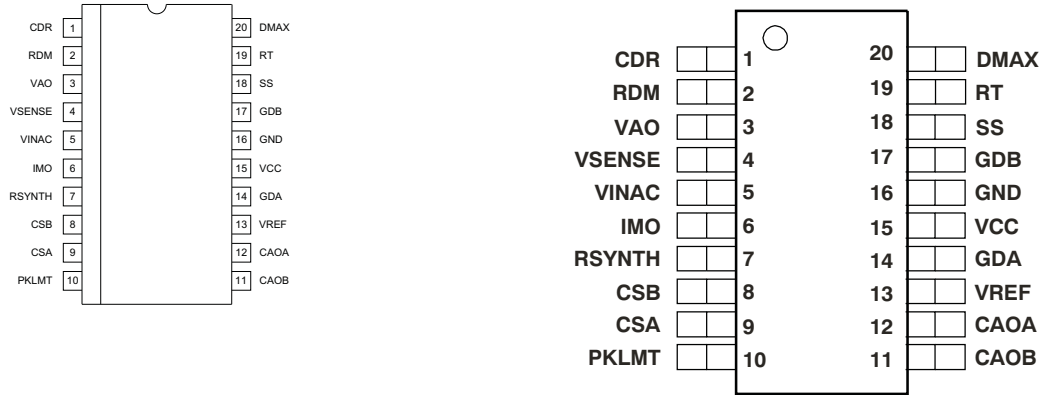 CDR 1 20 DMAX
RDM 2 19 RT
VAO 3 18 SS
VSENSE 4 17 GDB
VINAC 5 16 GND
IMO 6 15 VCC
RSYNTH 7 14 GDA
CSB 8 13 VREF
CSA 9 12 CAOA
PKLMT 10 11 CAOB
CDR 1 20 DMAX
RDM 2 19 RT
VAO 3 18 SS
VSENSE 4 17 GDB
VINAC 5 16 GND
IMO 6 15 VCC
RSYNTH 7 14 GDA
CSB 8 13 VREF
CSA 9 12 CAOA
PKLMT 10 11 CAOB